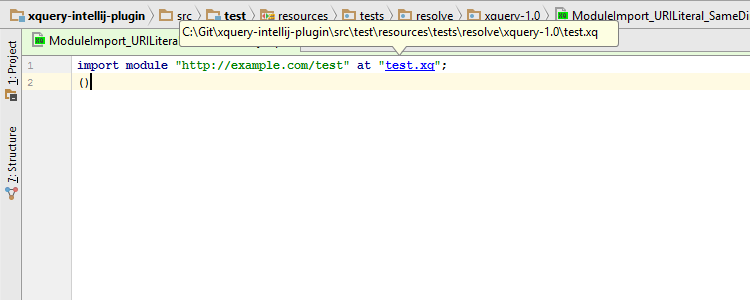 xquery-intellij-plugin src test resources tests resolve xquery-1.0 ModuleImport_URILiteral_SameDi
ModuleImport_URILiter
C:\Git\xquery-intellij-plugin\src\test\resources\tests\resolve\xquery-1.0\test.xq
1: Project
7: Structure
1 import module "http://example.com/test" at "test.xq";
2 ()